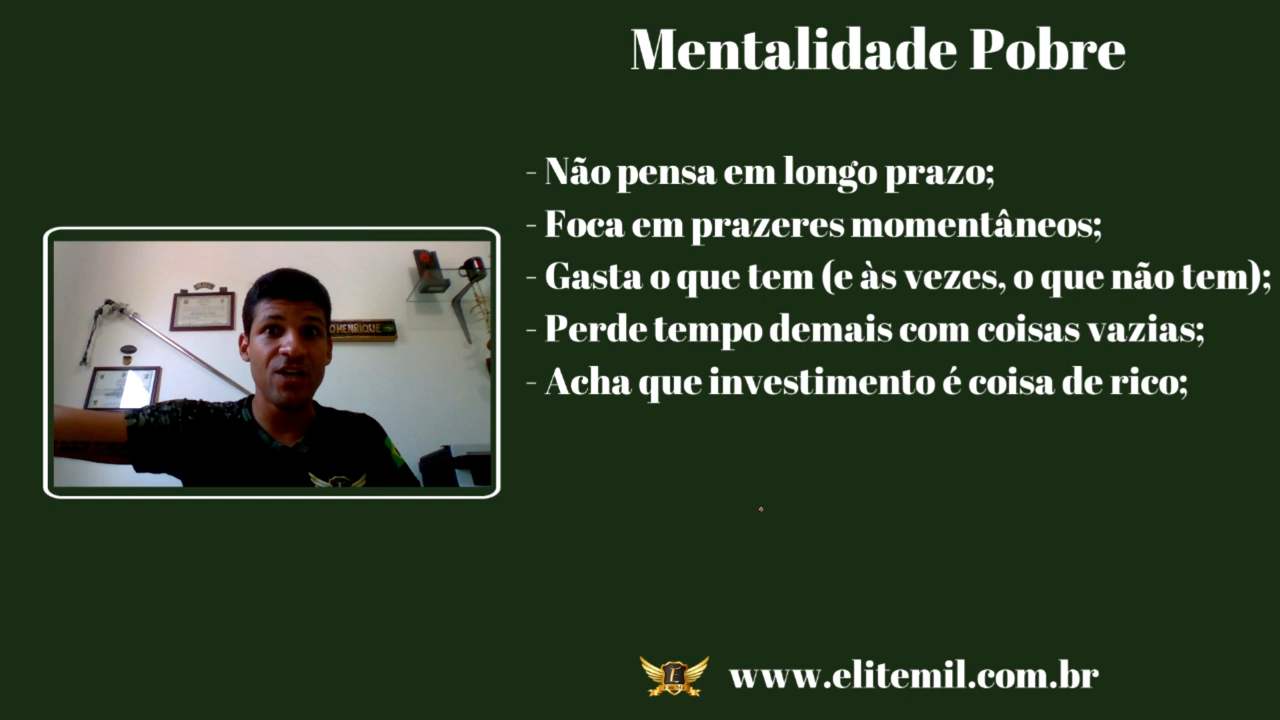 Mentalidade Pobre
- Não pensa em longo prazo;
- Foca em prazeres momentâneos;
- Gasta o que tem (e às vezes, o que não tem);
- Perde tempo demais com coisas vazias;
- Acha que investimento é coisa de rico;
OHENRIQUE
www.elitemil.com.br